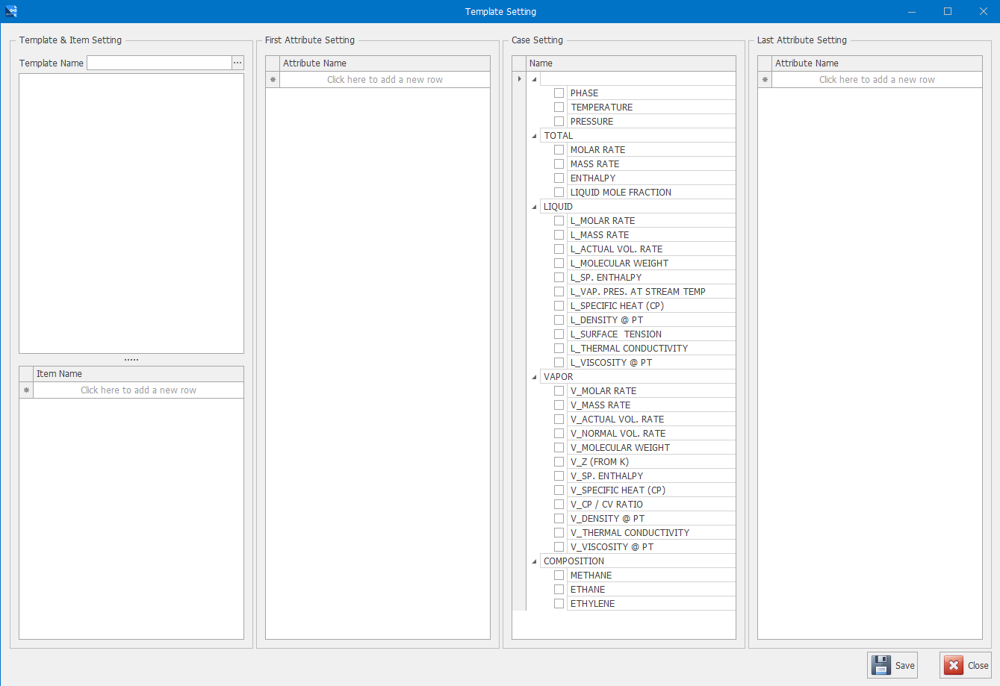 Template Setting
Template & Item Setting
Template Name
...
Item Name
Click here to add a new row
First Attribute Setting
Attribute Name
Click here to add a new row
Case Setting
Name
PHASE
TEMPERATURE
PRESSURE
TOTAL
MOLAR RATE
MASS RATE
ENTHALPY
LIQUID MOLE FRACTION
LIQUID
L_MOLAR RATE
L_MASS RATE
L_ACTUAL VOL. RATE
L_MOLECULAR WEIGHT
L_SP. ENTHALPY
L_VAP. PRES. AT STREAM TEMP
L_SPECIFIC HEAT (CP)
L_DENSITY @ PT
L_SURFACE  TENSION
L_THERMAL CONDUCTIVITY
L_VISCOSITY @ PT
VAPOR
V_MOLAR RATE
V_MASS RATE
V_ACTUAL VOL. RATE
V_NORMAL VOL. RATE
V_MOLECULAR WEIGHT
V_Z (FROM K)
V_SP. ENTHALPY
V_SPECIFIC HEAT (CP)
V_CP / CV RATIO
V_DENSITY @ PT
V_THERMAL CONDUCTIVITY
V_VISCOSITY @ PT
COMPOSITION
METHANE
ETHANE
ETHYLENE
Last Attribute Setting
Attribute Name
Click here to add a new row
Save
Close